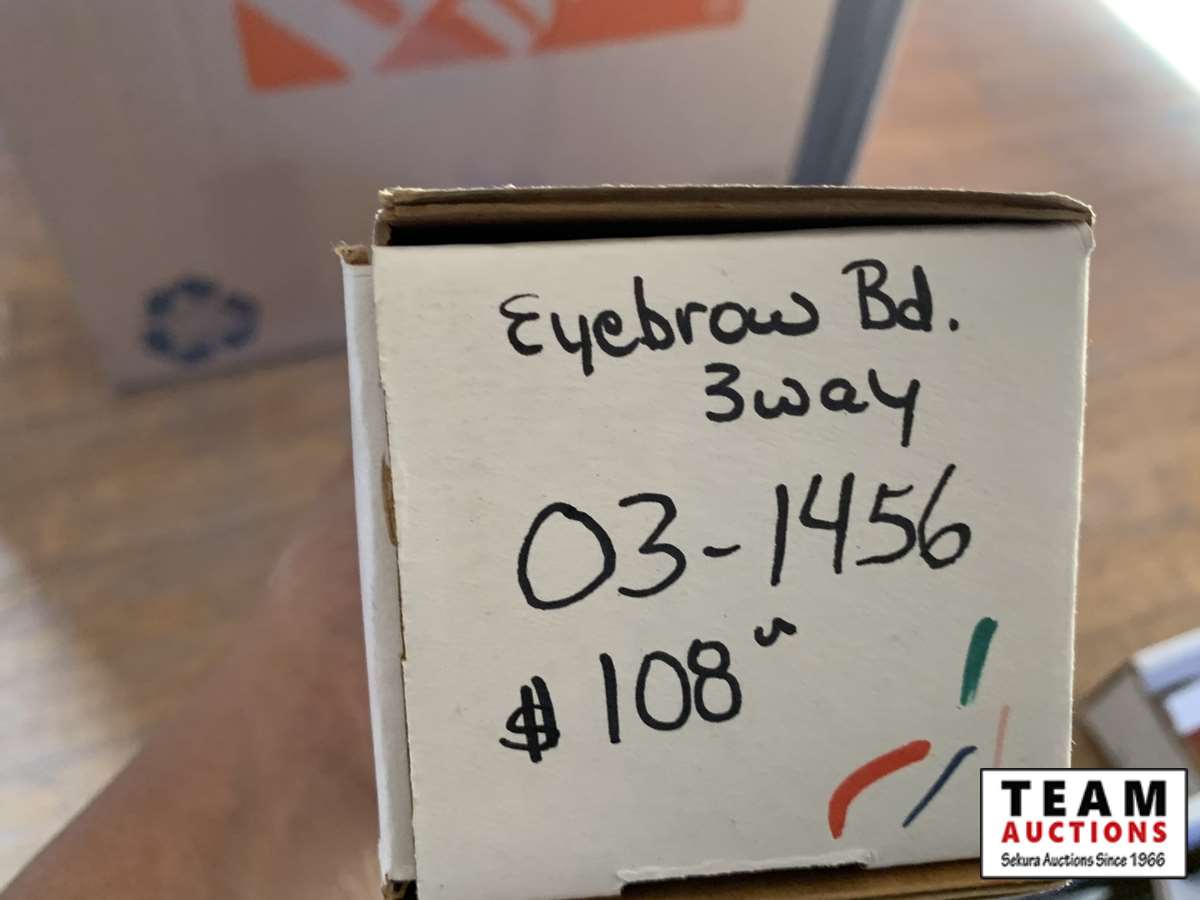 Eyebrow Bd.
3way
03-1456
$108
TEAM
AUCTIONS
Sekura Auctions Since 1966